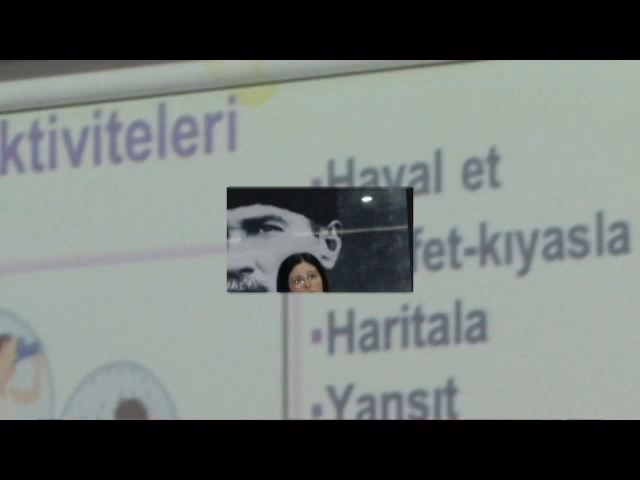 ktiviteleri
Hayal et
fet-kıyasla
Haritala
Yansıt